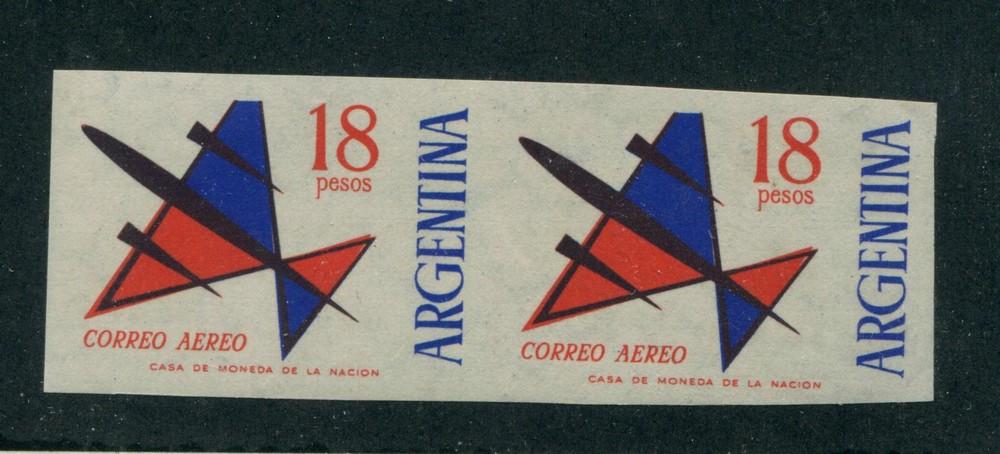 18
pesos
ARGENTINA
CORREO AEREO
CASA DE MONEDA DE LA NACION
18
pesos
ARGENTINA
CORREO AEREO
CASA DE MONEDA DE LA NACION